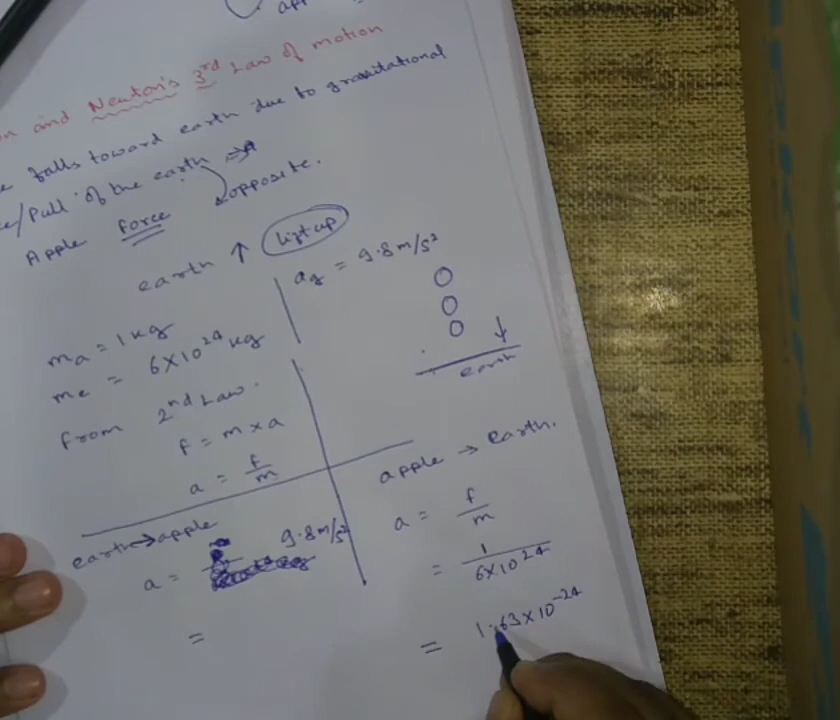 app
and Newton's 3rd Law of motion
falls toward earth due to gravitational
/Pull of the earth →
Apple force opposite.
earth ↑ lift up
ag = 9.8 m/s²
ma = 1 kg
me = 6×10²⁴ kg
earth ↓
from 2nd Law.
f = m × a
a = f/m
apple → earth.
a = f/m
= 1/6×10²⁴
= 1.63×10⁻²⁴
earth → apple
a = 9.8 m/s²
=